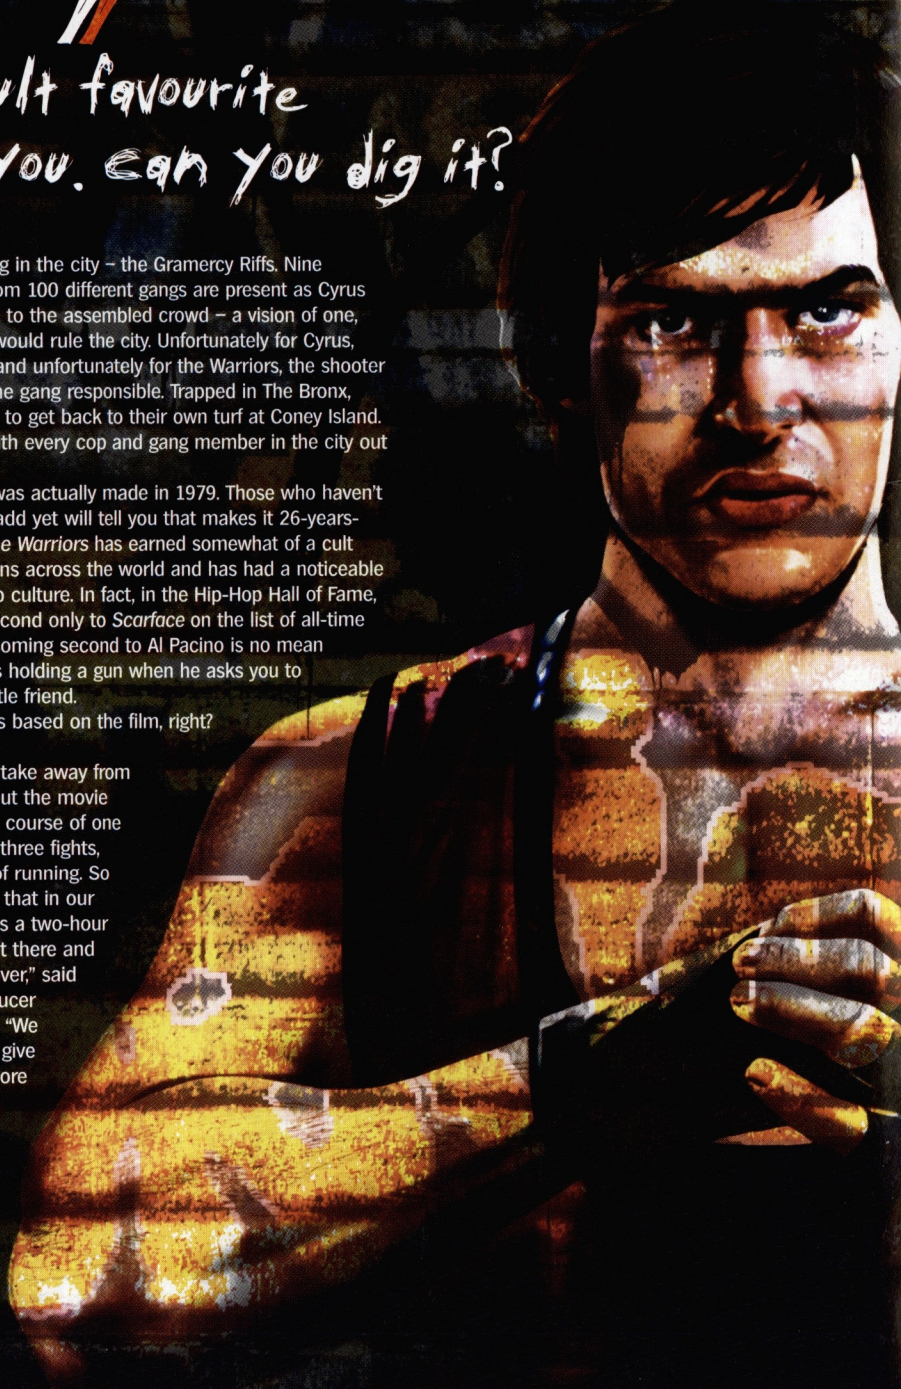 ult favourite
you. can you dig it?
g in the city – the Gramercy Riffs. Nine
om 100 different gangs are present as Cyrus
to the assembled crowd – a vision of one,
would rule the city. Unfortunately for Cyrus,
and unfortunately for the Warriors, the shooter
he gang responsible. Trapped in The Bronx,
to get back to their own turf at Coney Island.
th every cop and gang member in the city out
was actually made in 1979. Those who haven't
add yet will tell you that makes it 26-years-
e Warriors has earned somewhat of a cult
ns across the world and has had a noticeable
p culture. In fact, in the Hip-Hop Hall of Fame,
cond only to Scarface on the list of all-time
oming second to Al Pacino is no mean
s holding a gun when he asks you to
tle friend.
s based on the film, right?
take away from
ut the movie
course of one
three fights,
of running. So
that in our
s a two-hour
t there and
ver,” said
ucer
“We
give
ore